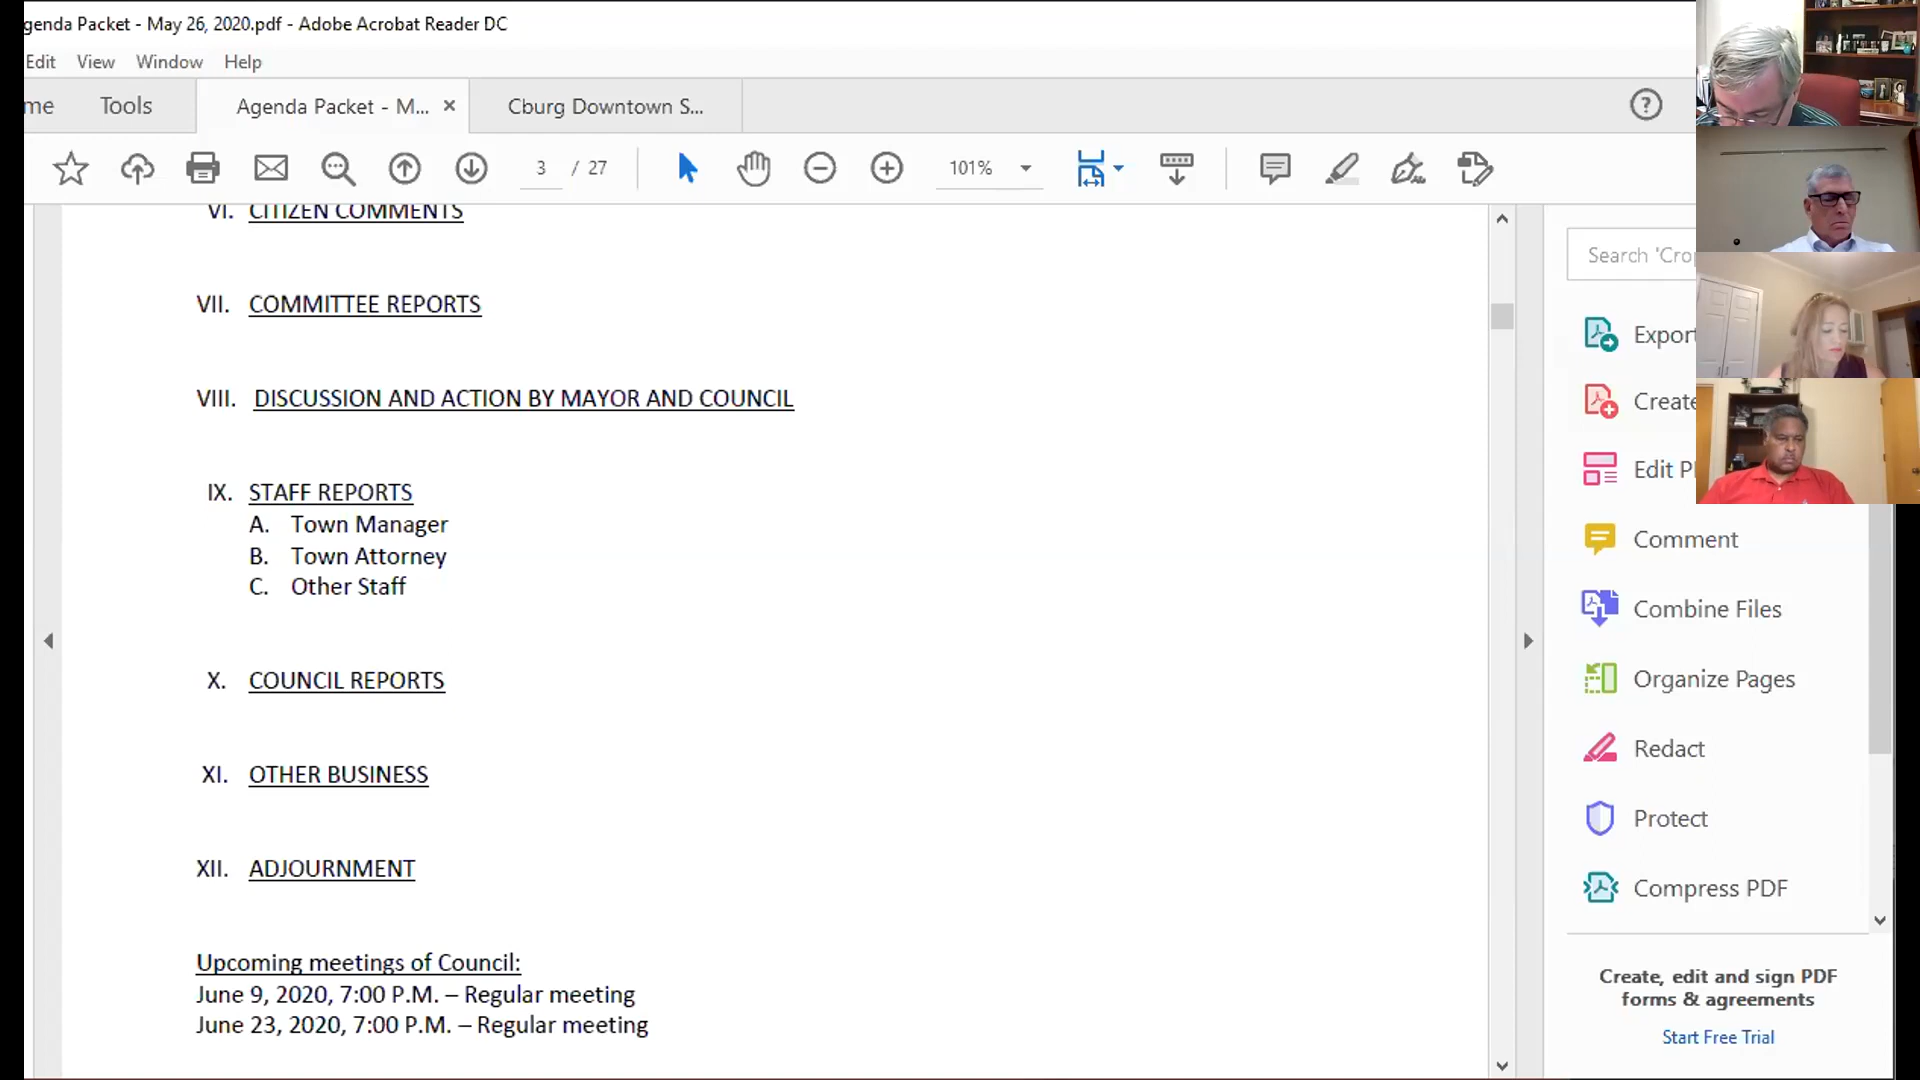 genda Packet - May 26, 2020.pdf - Adobe Acrobat Reader DC
Edit View Window Help
me Tools Agenda Packet - M... × Cburg Downtown S...
3 / 27 101%
VI. CITIZEN COMMENTS
VII. COMMITTEE REPORTS
VIII. DISCUSSION AND ACTION BY MAYOR AND COUNCIL
IX. STAFF REPORTS
A. Town Manager
B. Town Attorney
C. Other Staff
X. COUNCIL REPORTS
XI. OTHER BUSINESS
XII. ADJOURNMENT
Upcoming meetings of Council:
June 9, 2020, 7:00 P.M. – Regular meeting
June 23, 2020, 7:00 P.M. – Regular meeting
Search 'Cro
Export
Create
Edit P
Comment
Combine Files
Organize Pages
Redact
Protect
Compress PDF
Create, edit and sign PDF
forms & agreements
Start Free Trial